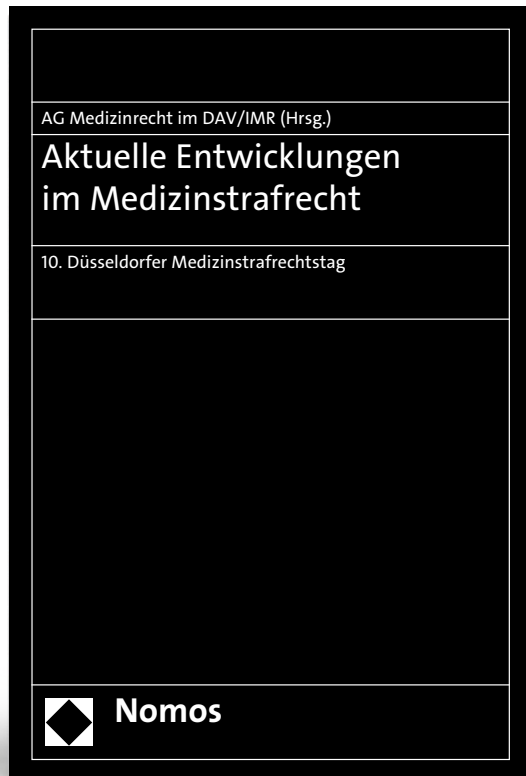 AG Medizinrecht im DAV/IMR (Hrsg.)
Aktuelle Entwicklungen
im Medizinstrafrecht
10. Düsseldorfer Medizinstrafrechtstag
Nomos